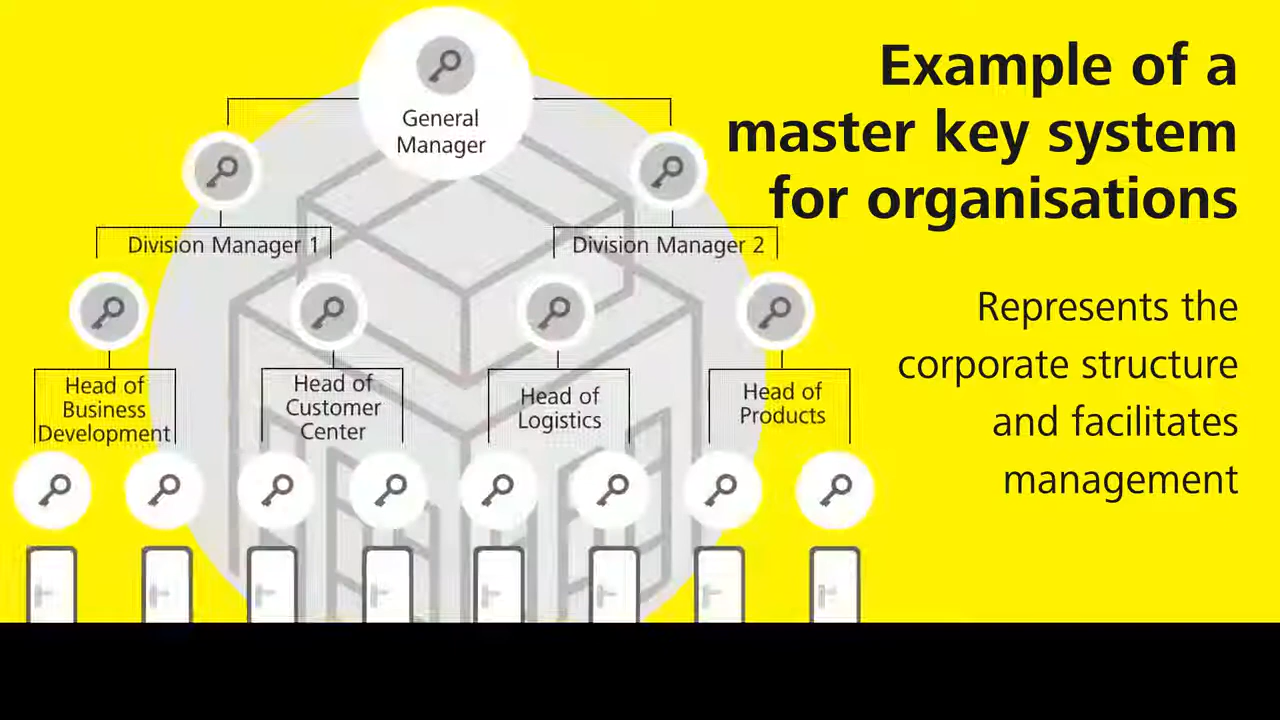 Example of a
master key system
for organisations
Represents the
corporate structure
and facilitates
management
General
Manager
Division Manager 1
Division Manager 2
Head of
Business
Development
Head of
Customer
Center
Head of
Logistics
Head of
Products